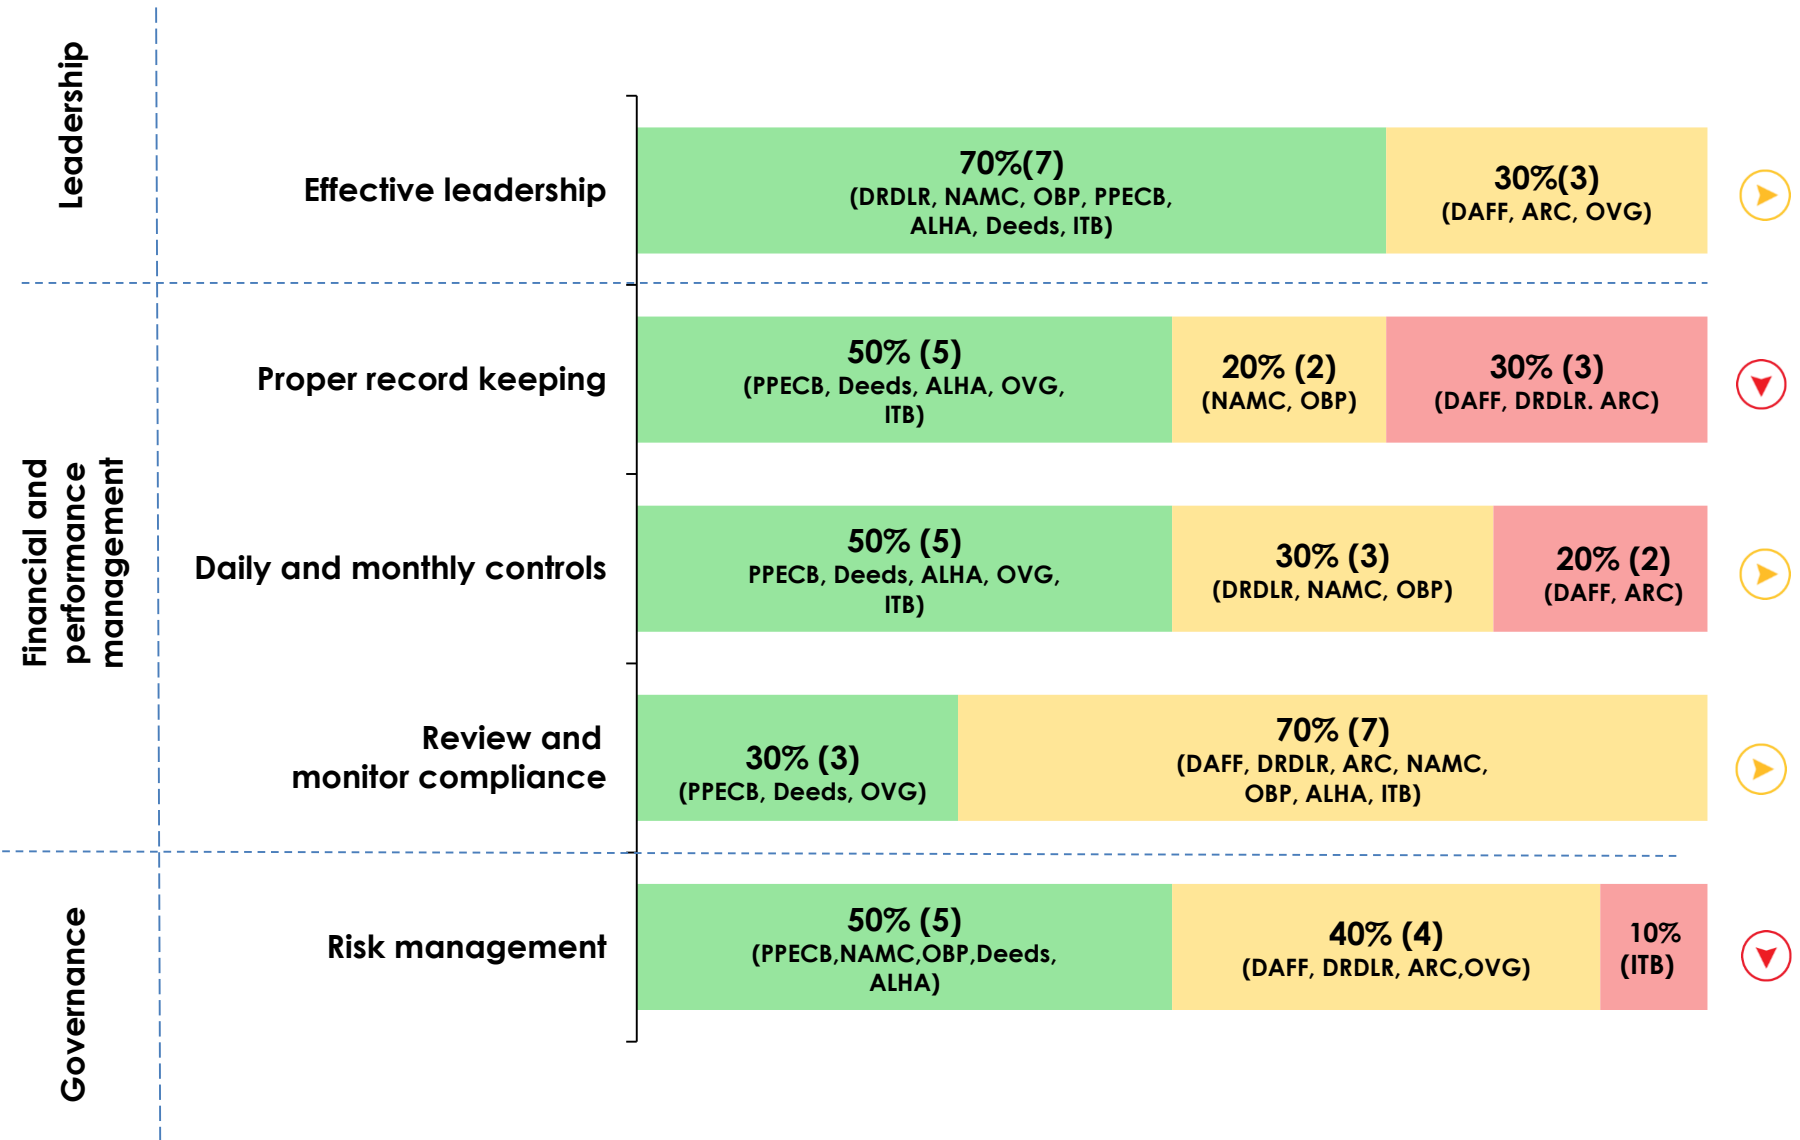 Leadership
Effective leadership
70%(7)
(DRDLR, NAMC, OBP, PPECB,
ALHA, Deeds, ITB)
30%(3)
(DAFF, ARC, OVG)
Financial and
performance
management
Proper record keeping
50% (5)
(PPECB, Deeds, ALHA, OVG,
ITB)
20% (2)
(NAMC, OBP)
30% (3)
(DAFF, DRDLR. ARC)
Daily and monthly controls
50% (5)
PPECB, Deeds, ALHA, OVG,
ITB)
30% (3)
(DRDLR, NAMC, OBP)
20% (2)
(DAFF, ARC)
Review and
monitor compliance
30% (3)
(PPECB, Deeds, OVG)
70% (7)
(DAFF, DRDLR, ARC, NAMC,
OBP, ALHA, ITB)
Governance
Risk management
50% (5)
(PPECB,NAMC,OBP,Deeds,
ALHA)
40% (4)
(DAFF, DRDLR, ARC,OVG)
10%
(ITB)